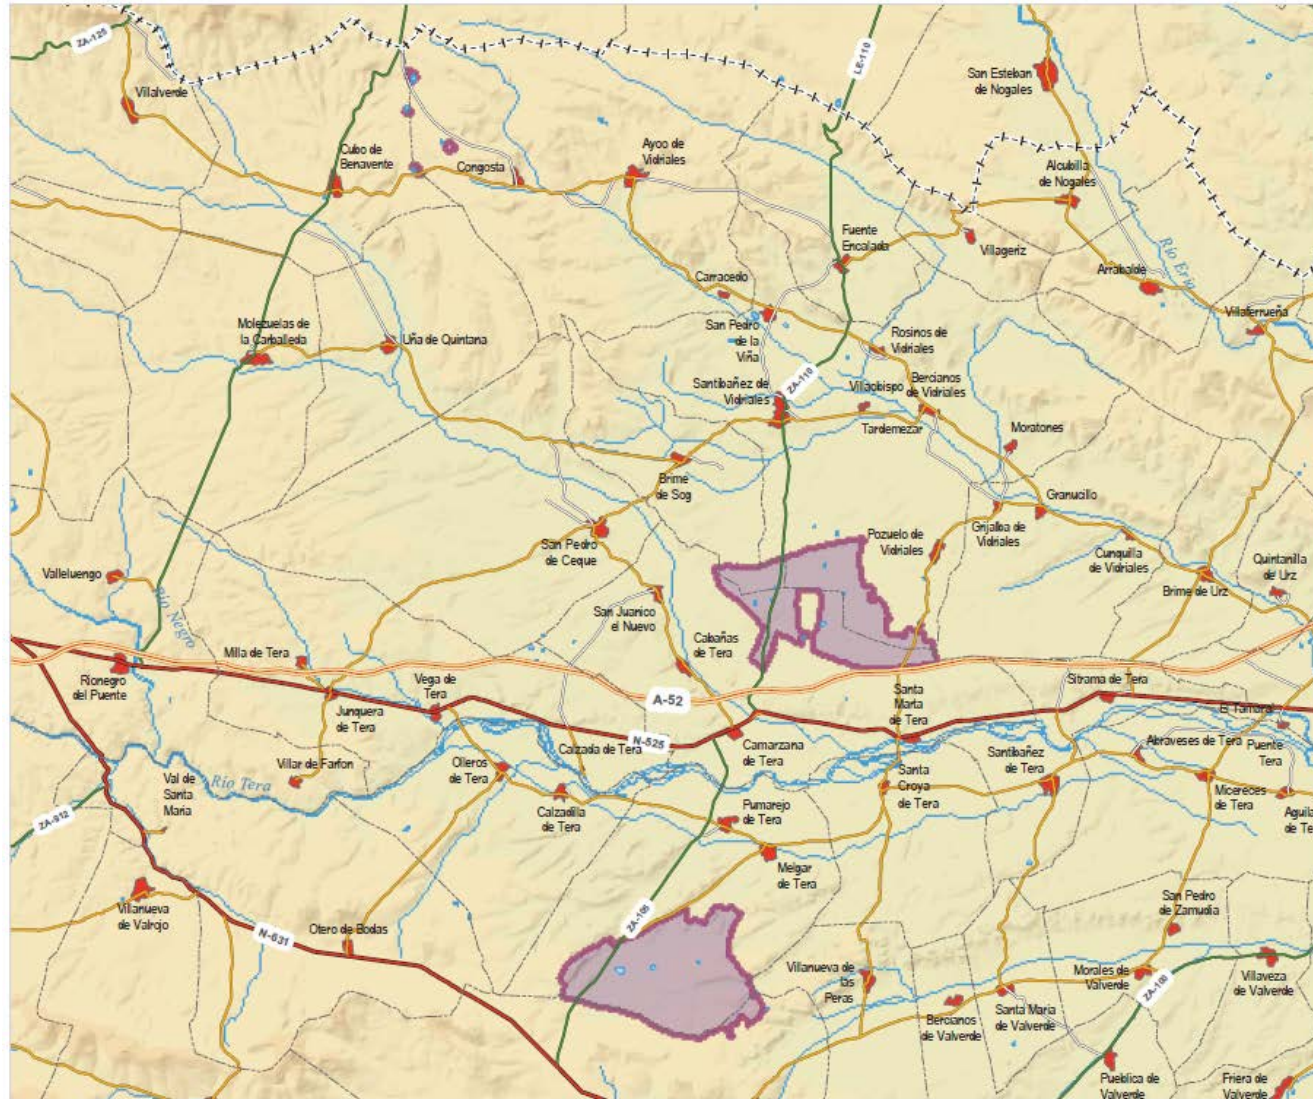 ZA-125
LE-110
San Esteban
de Nogales
Villalverde
Cubo de
Benavente
Congosta
Ayoo de
Vidriales
Alcubilla
de Nogales
Fuente
Encalada
Villageriz
Río Eria
Arrabalde
Carracedo
San Pedro
de la
Viña
Villaferrueña
Molezuelas de
la Carballeda
Uña de Quintana
Rosinos de
Vidriales
ZA-110
Santibañez de
Vidriales
Villaobispo
Bercianos
de Vidriales
Tardemezar
Moratones
Brime
de Sog
Granucillo
San Pedro
de Ceque
Pozuelo de
Vidriales
Grijalba de
Vidriales
Cunquilla
de Vidriales
Quintanilla
de Urz
Brime de Urz
Valleluengo
Río Negro
San Juanico
el Nuevo
Milla de Tera
Cabañas
de Tera
Rionegro
del Puente
Vega de
Tera
A-52
Santa
Marta
de Tera
Sitrama de Tera
Junquera
de Tera
El Tamaral
N-525
Calzada de Tera
Camarzana
de Tera
Santibañez
de Tera
Abraveses de Tera
Puente
Tera
Villar de Farfon
Olleros
de Tera
Val de
Santa
Maria
Río Tera
Santa
Croya
de Tera
Micereces
de Tera
Aguila
de Te
ZA-912
Calzadilla
de Tera
Pumarejo
de Tera
Melgar
de Tera
Villanueva
de Valrojo
San Pedro
de Zamudia
N-631
Otero de Bodas
ZA-105
Villanueva de
las
Peras
Morales de
Valverde
Villaveza
de Valverde
ZA-100
Bercianos
de Valverde
Santa Maria
de Valverde
Pueblica de
Valverde
Friera de
Valverde